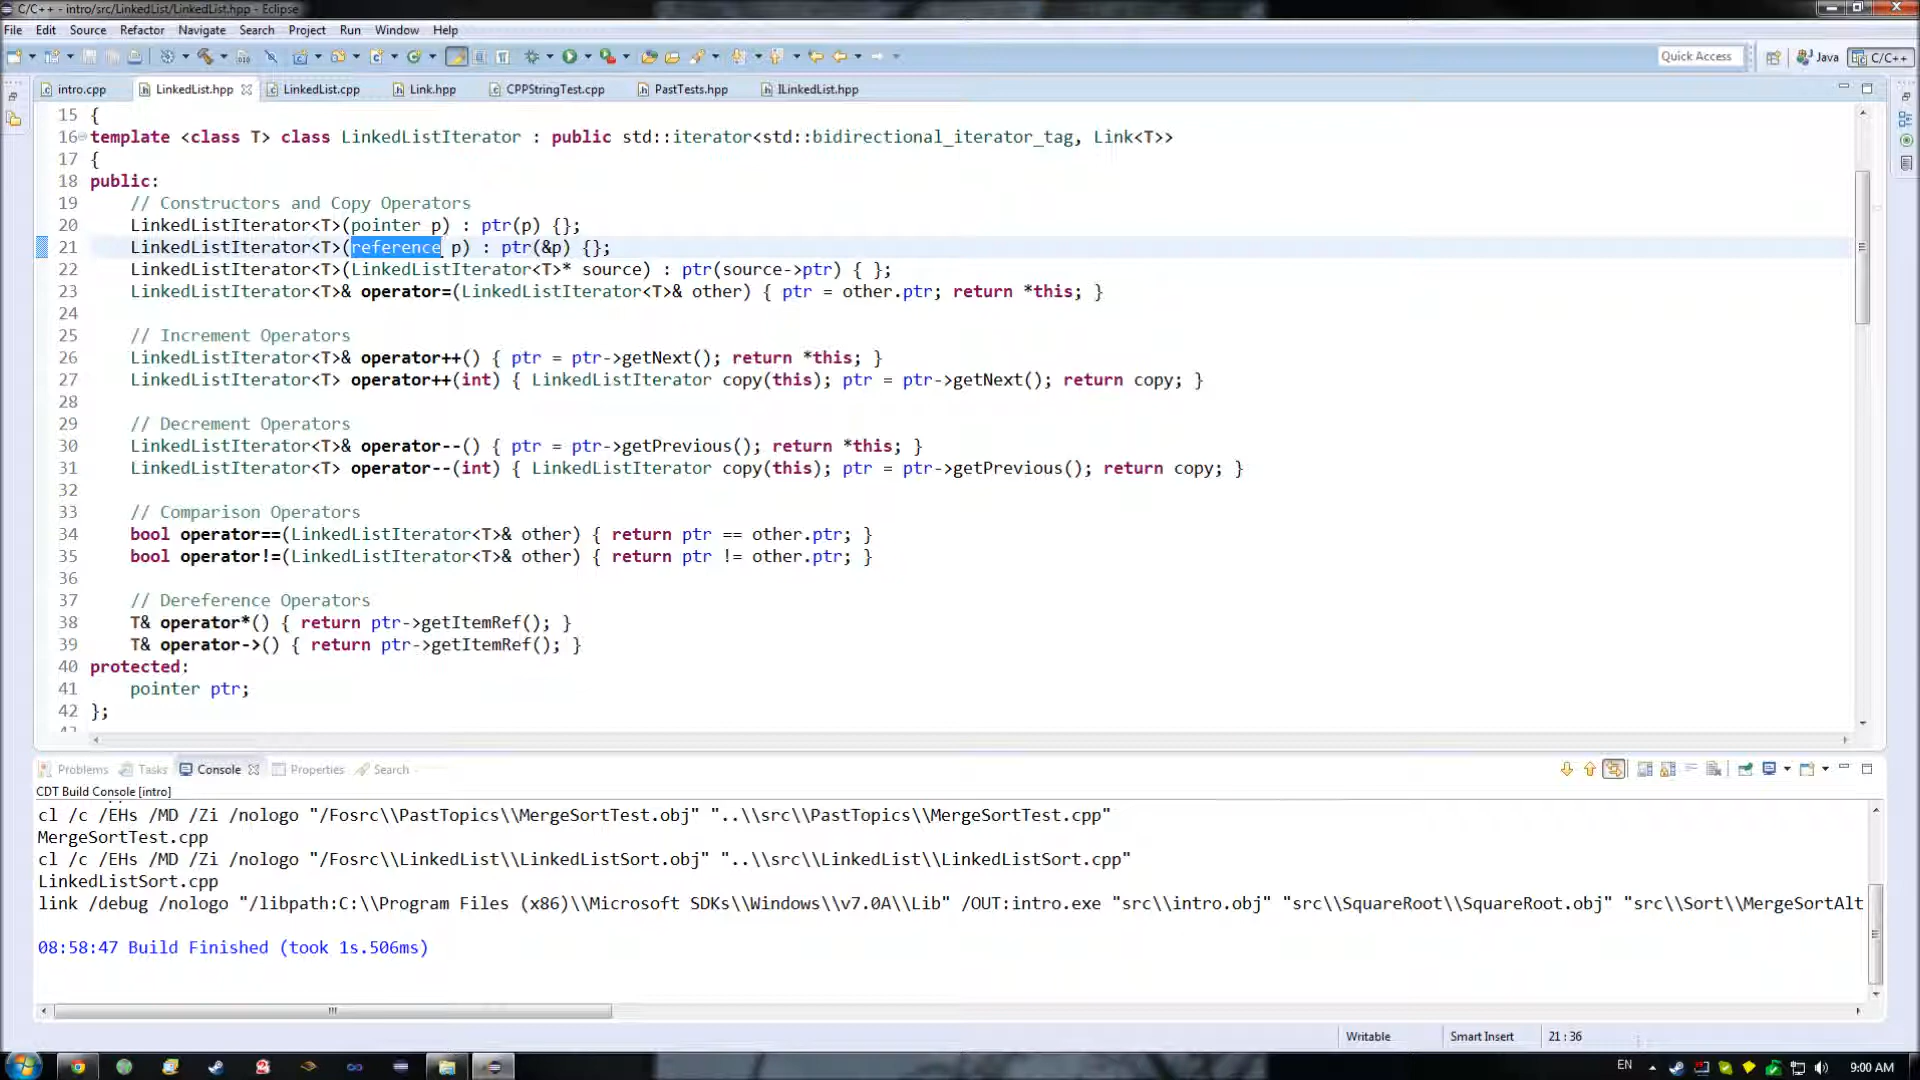 C/C++ - intro/src/LinkedList/LinkedList.hpp - Eclipse
File Edit Source Refactor Navigate Search Project Run Window Help
Quick Access Java C/C++
intro.cpp LinkedList.hpp LinkedList.cpp Link.hpp CPPStringTest.cpp PastTests.hpp ILinkedList.hpp
15 {
16 template <class T> class LinkedListIterator : public std::iterator<std::bidirectional_iterator_tag, Link<T>>
17 {
18 public:
19 // Constructors and Copy Operators
20 LinkedListIterator<T>(pointer p) : ptr(p) {};
21 LinkedListIterator<T>(reference p) : ptr(&p) {};
22 LinkedListIterator<T>(LinkedListIterator<T>* source) : ptr(source->ptr) { };
23 LinkedListIterator<T>& operator=(LinkedListIterator<T>& other) { ptr = other.ptr; return *this; }
24
25 // Increment Operators
26 LinkedListIterator<T>& operator++() { ptr = ptr->getNext(); return *this; }
27 LinkedListIterator<T> operator++(int) { LinkedListIterator copy(this); ptr = ptr->getNext(); return copy; }
28
29 // Decrement Operators
30 LinkedListIterator<T>& operator--() { ptr = ptr->getPrevious(); return *this; }
31 LinkedListIterator<T> operator--(int) { LinkedListIterator copy(this); ptr = ptr->getPrevious(); return copy; }
32
33 // Comparison Operators
34 bool operator==(LinkedListIterator<T>& other) { return ptr == other.ptr; }
35 bool operator!=(LinkedListIterator<T>& other) { return ptr != other.ptr; }
36
37 // Dereference Operators
38 T& operator*() { return ptr->getItemRef(); }
39 T& operator->() { return ptr->getItemRef(); }
40 protected:
41 pointer ptr;
42 };
Problems Tasks Console Properties Search
CDT Build Console [intro]
cl /c /EHs /MD /Zi /nologo "/Fosrc\\PastTopics\\MergeSortTest.obj" "..\\src\\PastTopics\\MergeSortTest.cpp"
MergeSortTest.cpp
cl /c /EHs /MD /Zi /nologo "/Fosrc\\LinkedList\\LinkedListSort.obj" "..\\src\\LinkedList\\LinkedListSort.cpp"
LinkedListSort.cpp
link /debug /nologo "/libpath:C:\\Program Files (x86)\\Microsoft SDKs\\Windows\\v7.0A\\Lib" /OUT:intro.exe "src\\intro.obj" "src\\SquareRoot\\SquareRoot.obj" "src\\Sort\\MergeSortAlt
08:58:47 Build Finished (took 1s.506ms)
Writable Smart Insert 21 : 36
EN 9:00 AM